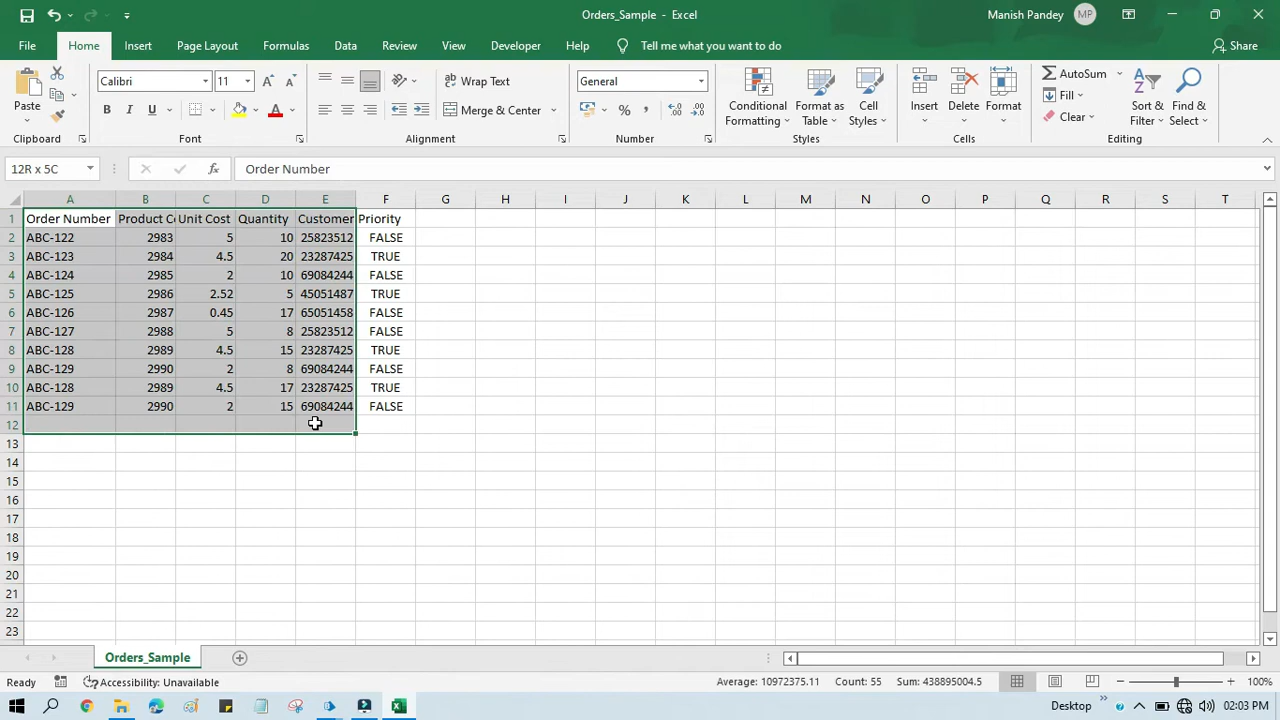 Orders_Sample - Excel
Manish Pandey MP
File Home Insert Page Layout Formulas Data Review View Developer Help Tell me what you want to do Share
Paste
Calibri 11 A A
Wrap Text
General
Conditional Formatting
Format as Table
Cell Styles
Insert Delete Format
AutoSum
Fill
Clear
Sort & Filter
Find & Select
B I U A
Merge & Center
%
Clipboard Font Alignment Number Styles Cells Editing
12R x 5C fx Order Number
A B C D E F G H I J K L M N O P Q R S T
1 Order Number Product C Unit Cost Quantity Customer Priority
2 ABC-122 2983 5 10 25823512 FALSE
3 ABC-123 2984 4.5 20 23287425 TRUE
4 ABC-124 2985 2 10 69084244 FALSE
5 ABC-125 2986 2.52 5 45051487 TRUE
6 ABC-126 2987 0.45 17 65051458 FALSE
7 ABC-127 2988 5 8 25823512 FALSE
8 ABC-128 2989 4.5 15 23287425 TRUE
9 ABC-129 2990 2 8 69084244 FALSE
10 ABC-128 2989 4.5 17 23287425 TRUE
11 ABC-129 2990 2 15 69084244 FALSE
12
13
14
15
16
17
18
19
20
21
22
23
Orders_Sample
Ready Accessibility: Unavailable Average: 10972375.11 Count: 55 Sum: 438895004.5 100%
Desktop 02:03 PM